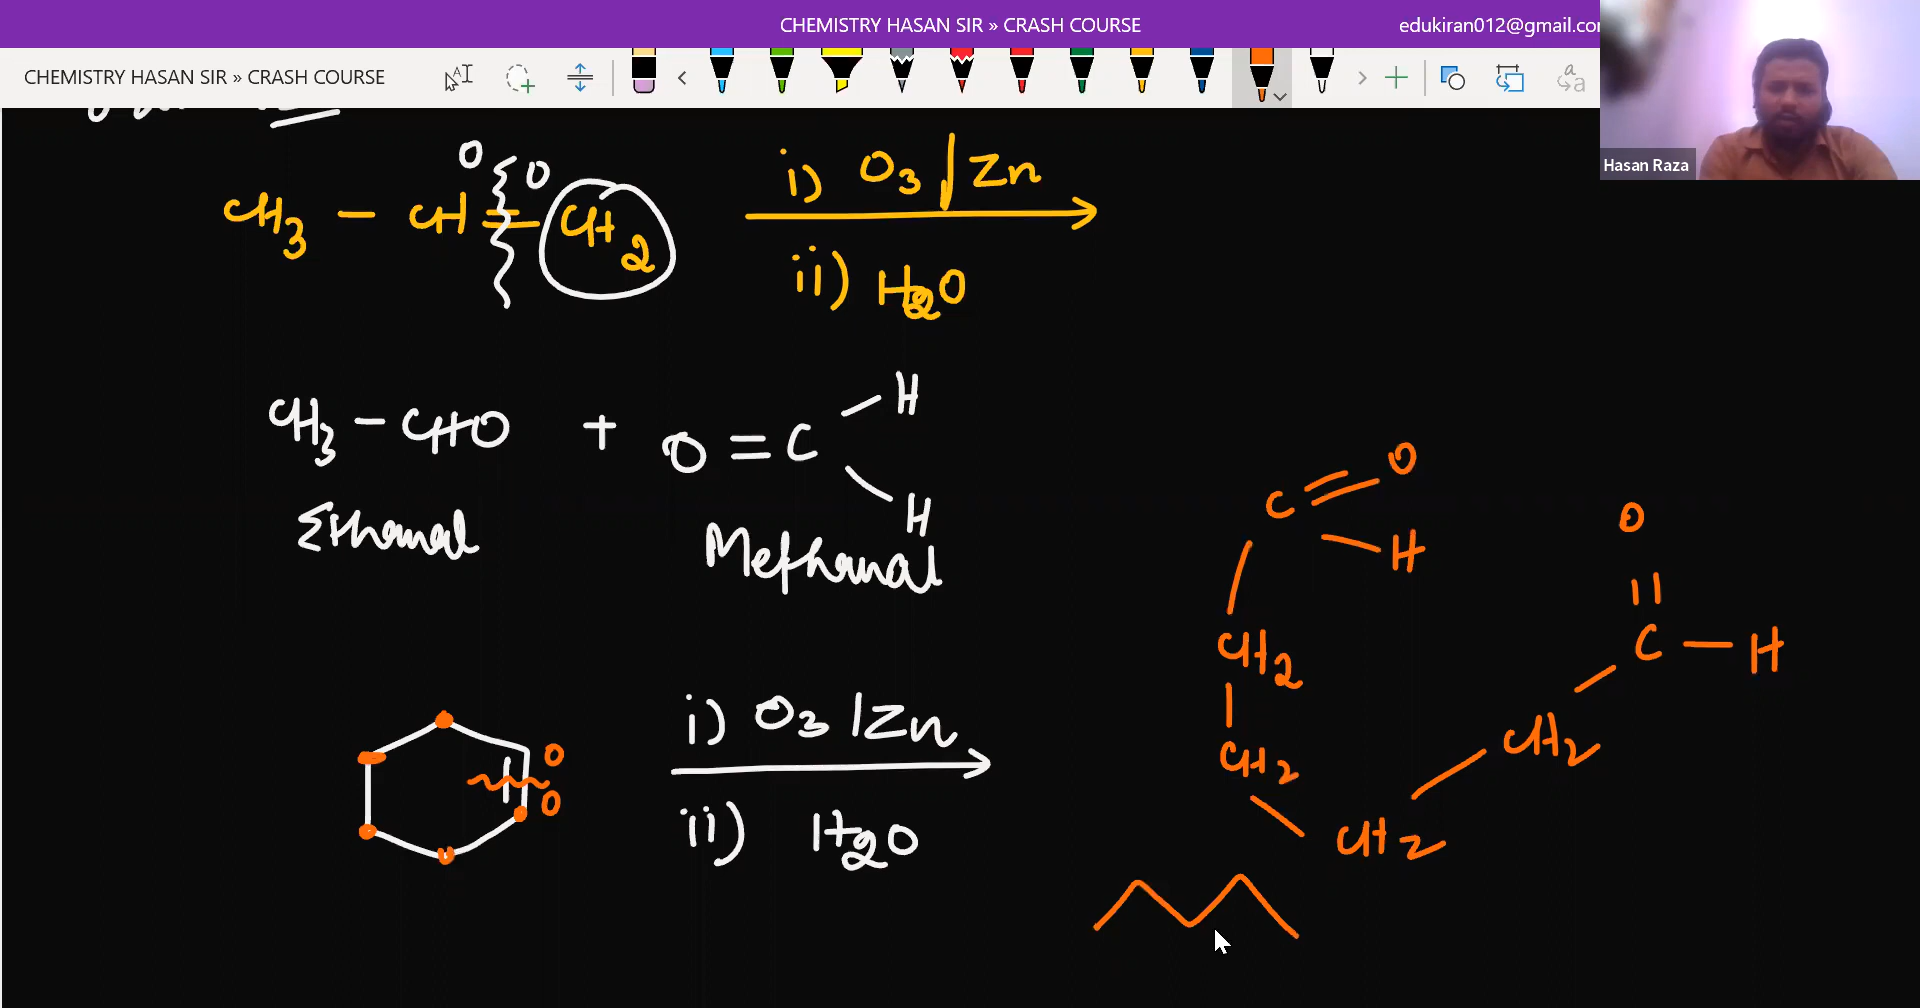 CHEMISTRY HASAN SIR » CRASH COURSE
edukiran012@gmail.co
CHEMISTRY HASAN SIR » CRASH COURSE
Hasan Raza
O O
CH3 – CH = CH2
i) O3 | Zn
ii) H2O
CH3 – CHO + O = C
H
H
Ethanal
Methanal
C = O
H
O
CH2
C – H
CH2
CH2
CH2
i) O3 | Zn
ii) H2O
O
O